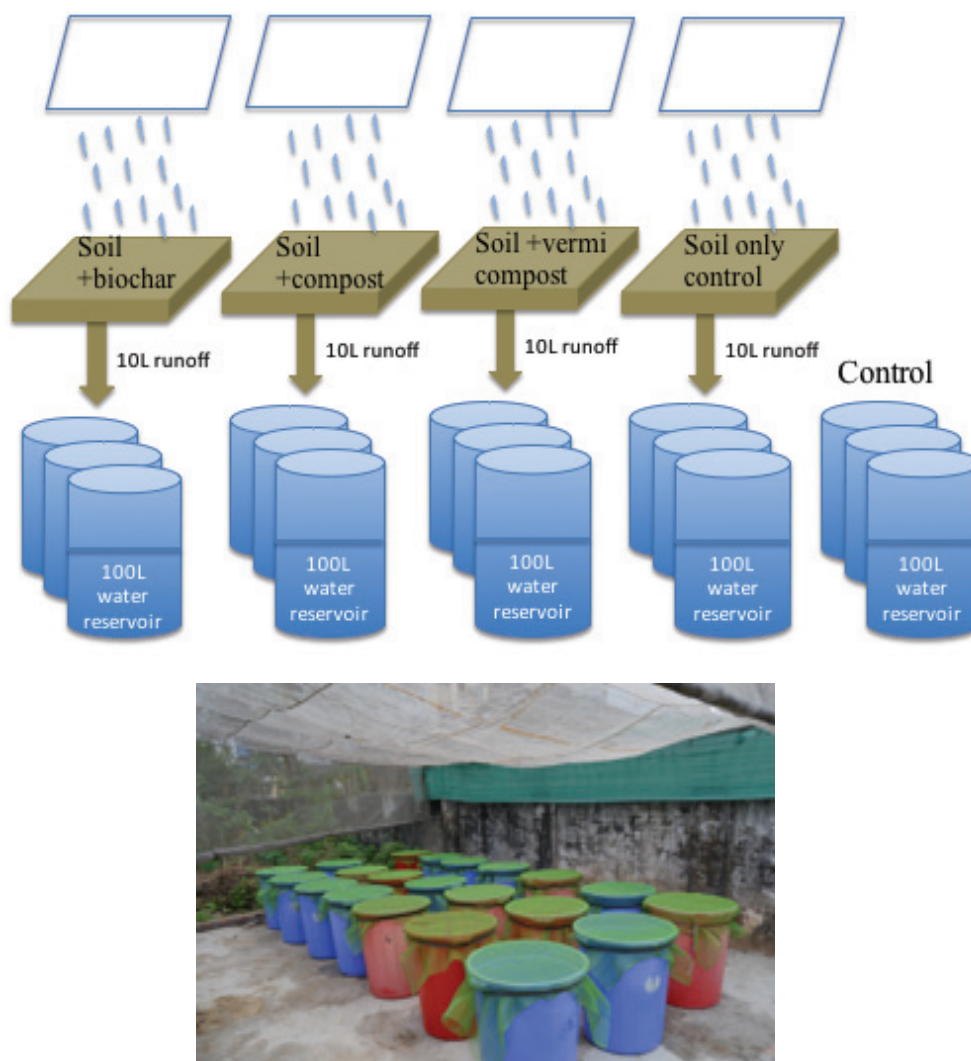 Soil
+biochar
Soil
+compost
Soil +vermi
compost
Soil only
control
10L runoff
10L runoff
10L runoff
10L runoff
Control
100L
water
reservoir
100L
water
reservoir
100L
water
reservoir
100L
water
reservoir
100L
water
reservoir